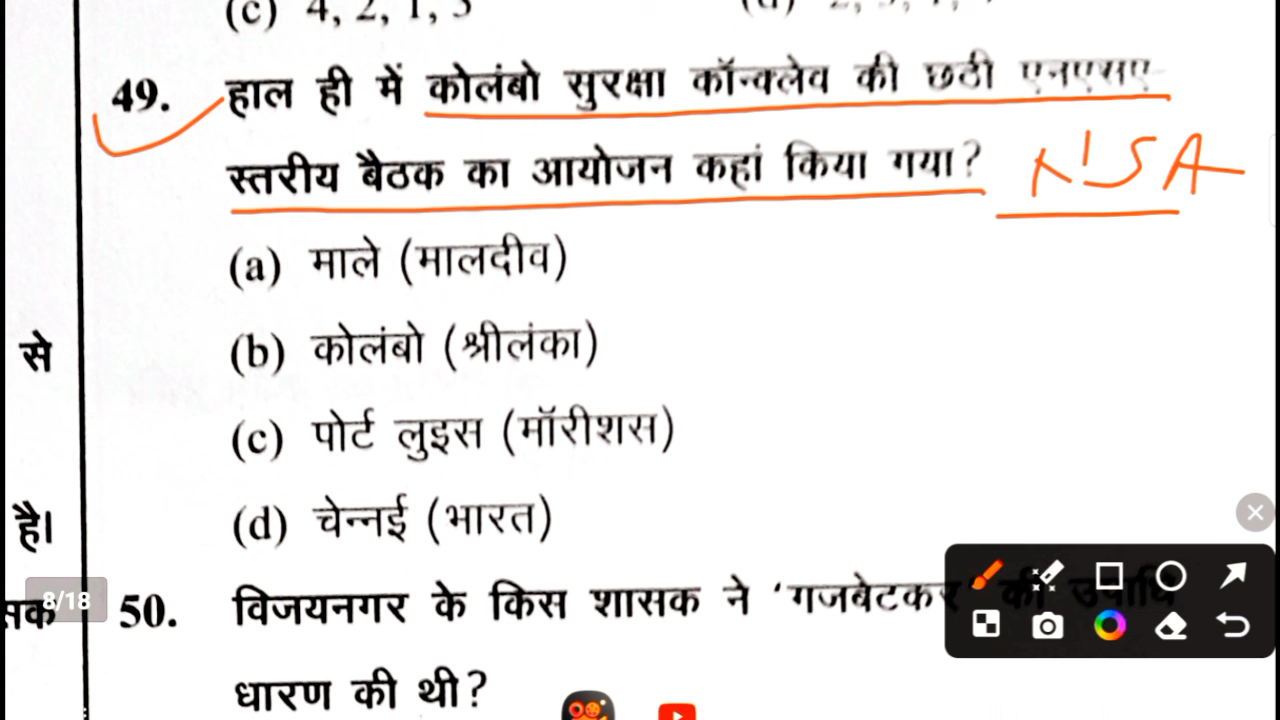 (c) 4, 2, 1, 3
49. हाल ही में कोलंबो सुरक्षा कॉन्क्लेव की छठी एनएसए
स्तरीय बैठक का आयोजन कहां किया गया? NSA
(a) माले (मालदीव)
से
(b) कोलंबो (श्रीलंका)
(c) पोर्ट लुइस (मॉरीशस)
है।
(d) चेन्नई (भारत)
8/18
50. विजयनगर के किस शासक ने 'गजबेटकर' की उपाधि
धारण की थी?